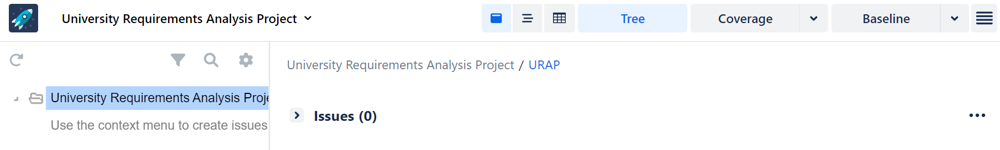 University Requirements Analysis Project
Tree
Coverage
Baseline
University Requirements Analysis Proje
Use the context menu to create issues
University Requirements Analysis Project / URAP
Issues (0)